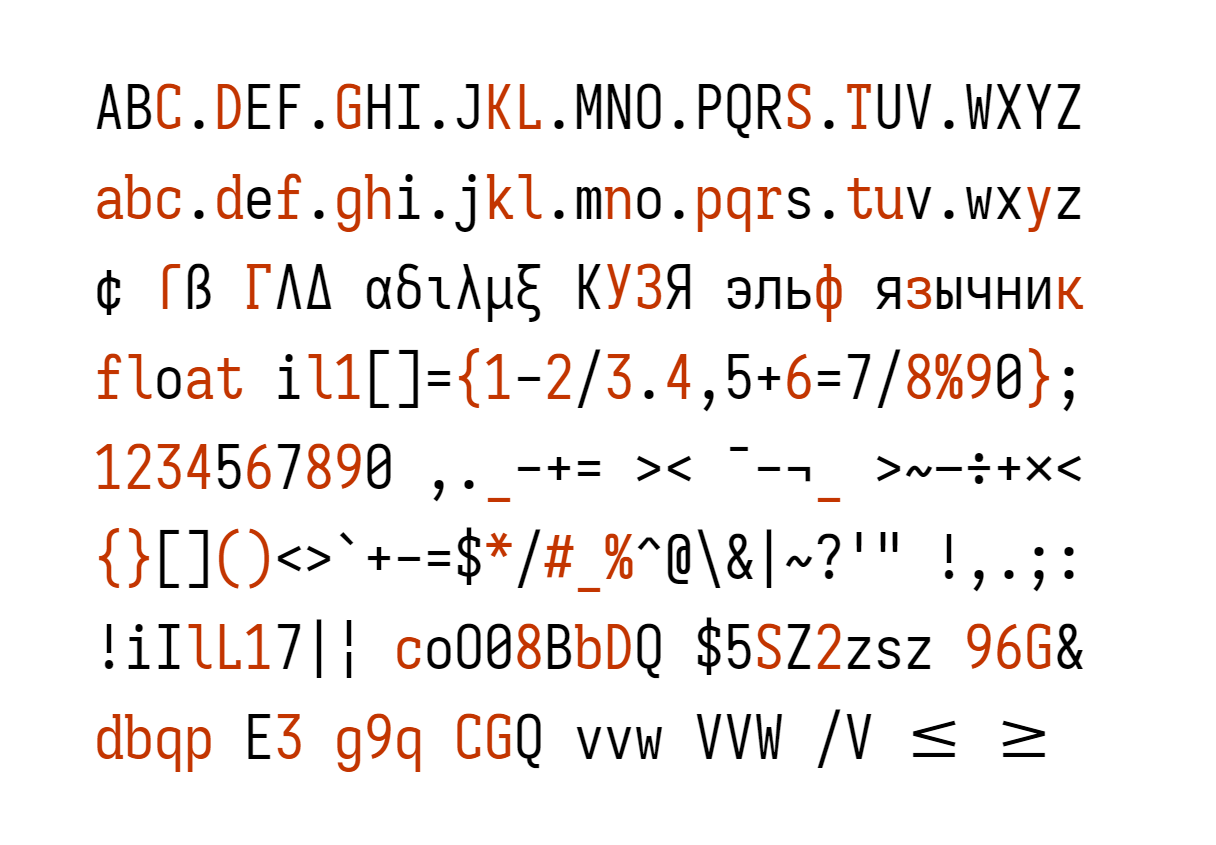 ABC.DEF.GHI.JKL.MNO.PQRS.TUV.WXYZ
abc.def.ghi.jkl.mno.pqrs.tuv.wxyz
¢ ſß ΓΛΔ αδιλμξ КУЗЯ эльф язычник
float il1[]={1-2/3.4,5+6=7/8%90};
1234567890 ,._-+= >< ¯-¬_ >~–÷+×<
{}[]()<>`+-=$*/#_%^@\&|~?'" !,.;:
!iIlL17|¦ coO08BbDQ $5SZ2zsz 96G&
dbqp E3 g9q CGQ vvw VVW /V ≤ ≥